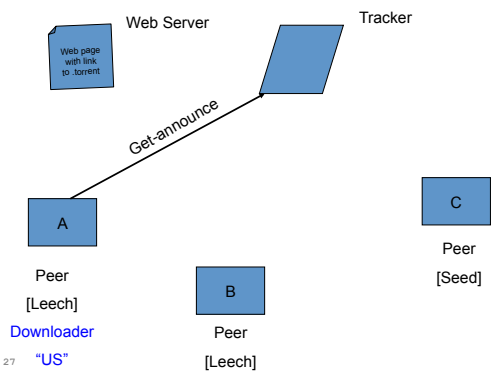 Web Server
Tracker
Web page
with link
to .torrent
Get-announce
A
Peer
[Leech]
Downloader
“US”
B
Peer
[Leech]
C
Peer
[Seed]
27